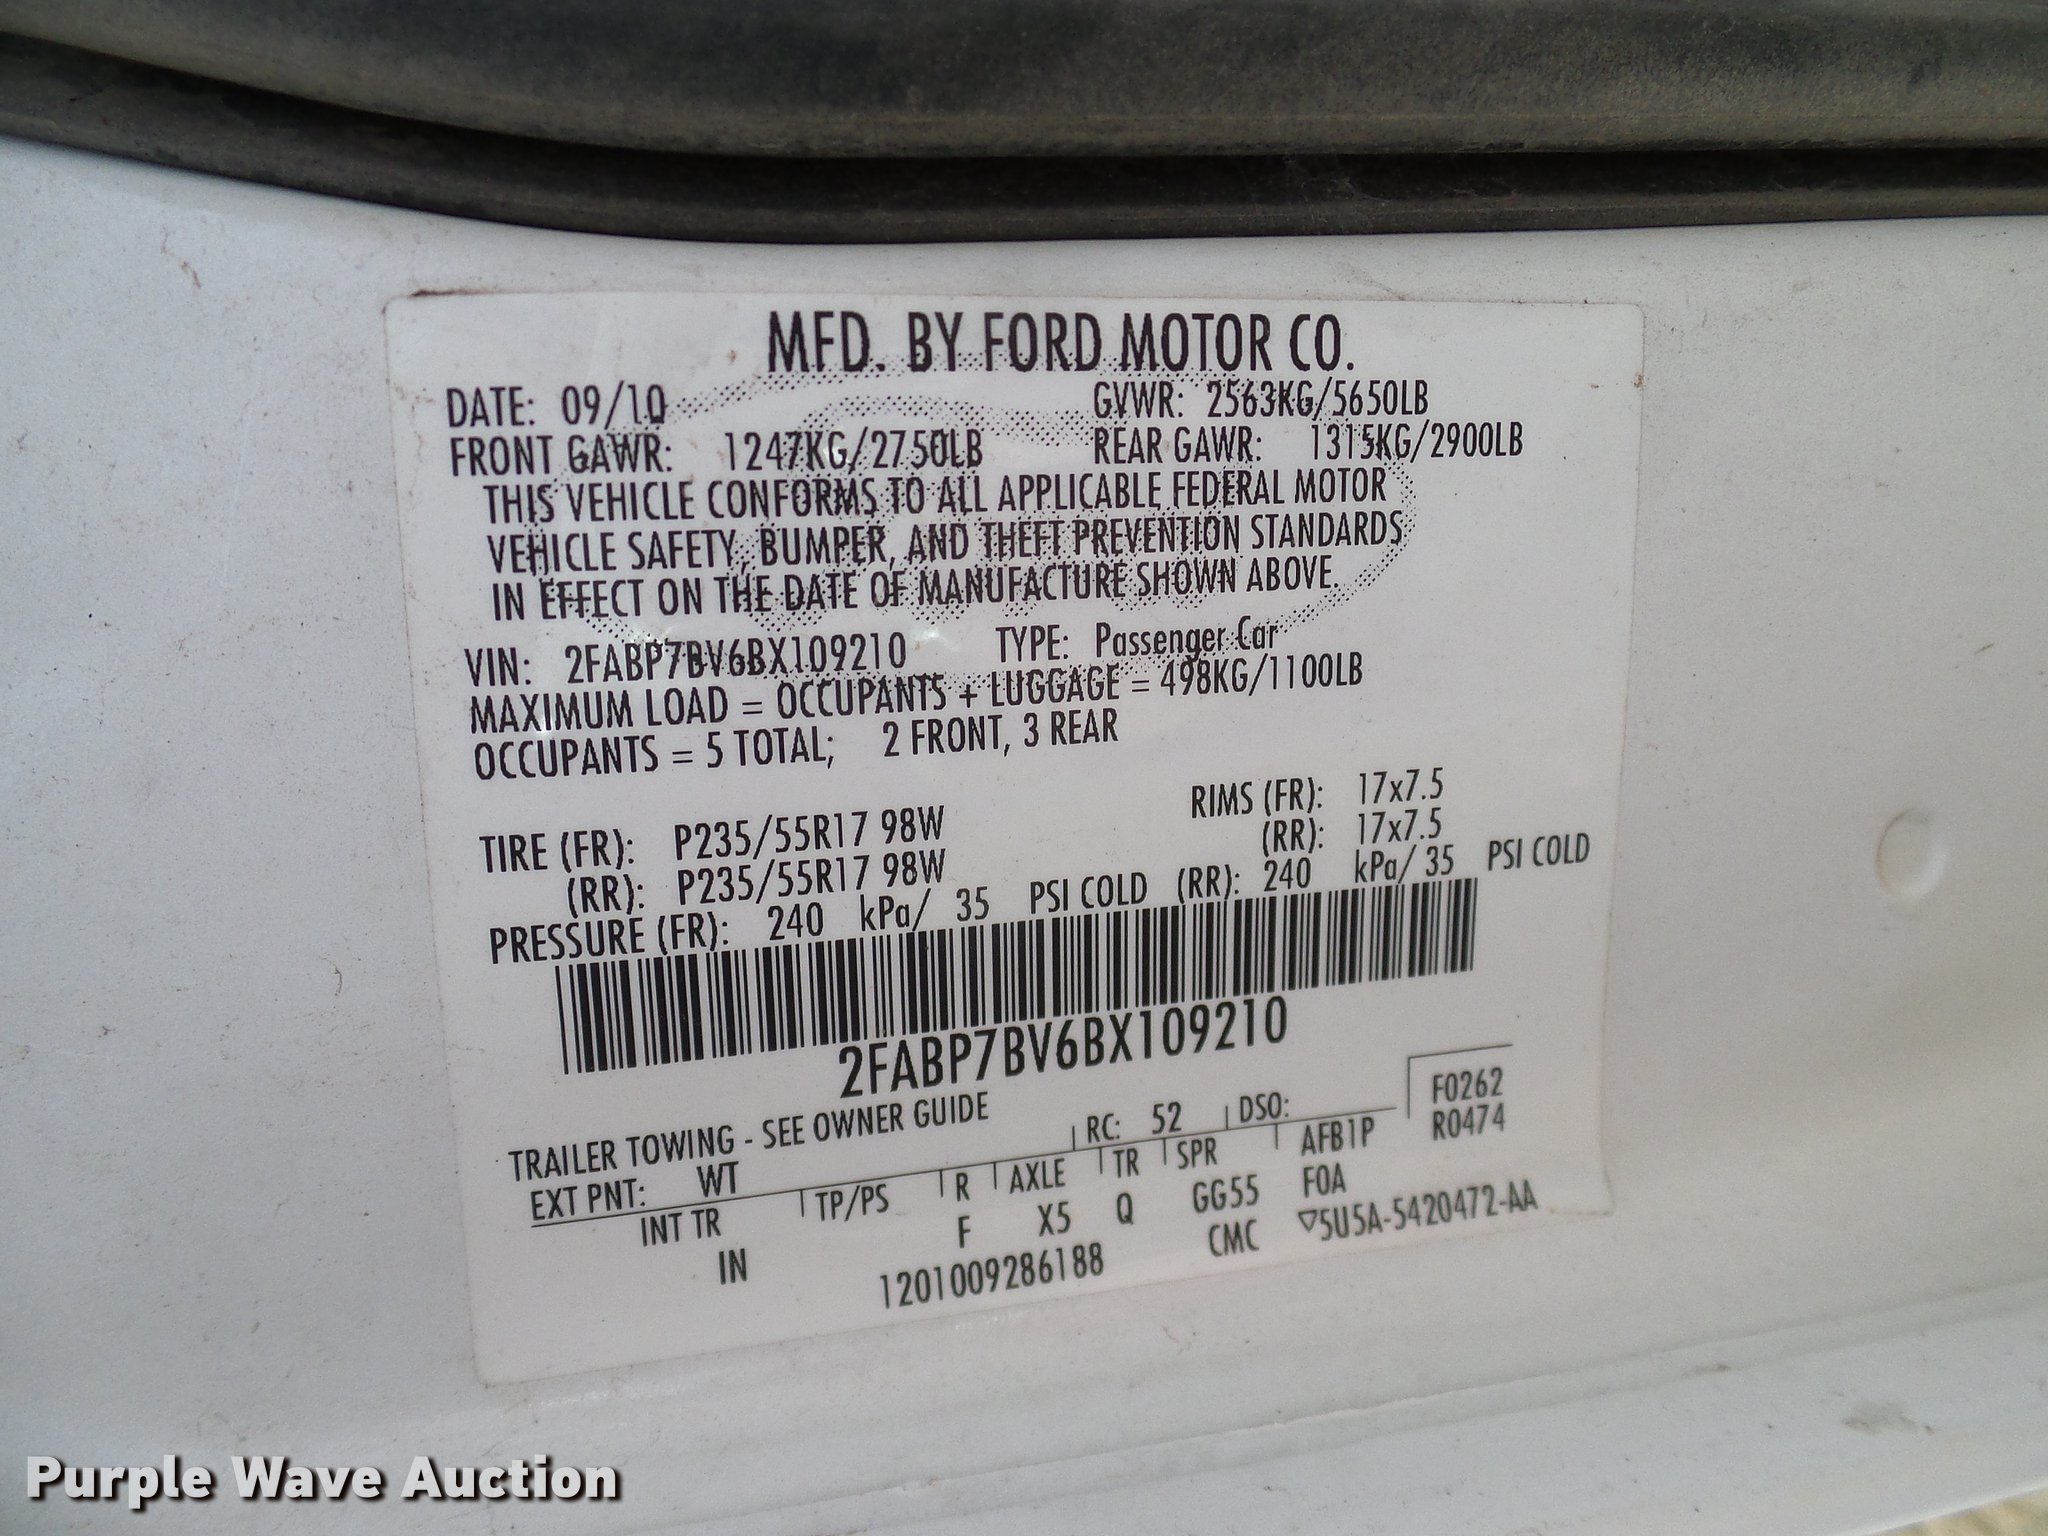 MFD. BY FORD MOTOR CO.
DATE: 09/10 GVWR: 2563KG/5650LB
FRONT GAWR: 1247KG/2750LB REAR GAWR: 1315KG/2900LB
THIS VEHICLE CONFORMS TO ALL APPLICABLE FEDERAL MOTOR
VEHICLE SAFETY, BUMPER, AND THEFT PREVENTION STANDARDS
IN EFFECT ON THE DATE OF MANUFACTURE SHOWN ABOVE.
VIN: 2FABP7BV6BX109210 TYPE: Passenger Car
MAXIMUM LOAD = OCCUPANTS + LUGGAGE = 498KG/1100LB
OCCUPANTS = 5 TOTAL; 2 FRONT, 3 REAR
TIRE (FR): P235/55R17 98W RIMS (FR): 17x7.5
(RR): P235/55R17 98W (RR): 17x7.5
PRESSURE (FR): 240 kPa/ 35 PSI COLD (RR): 240 kPa/ 35 PSI COLD
2FABP7BV6BX109210
TRAILER TOWING - SEE OWNER GUIDE
EXT PNT: WT RC: 52 DSO: F0262
INT TR TP/PS R AXLE TR SPR AFB1P R0474
IN F X5 Q GG55 FOA
1201009286188 CMC ▽5U5A-5420472-AA
Purple Wave Auction